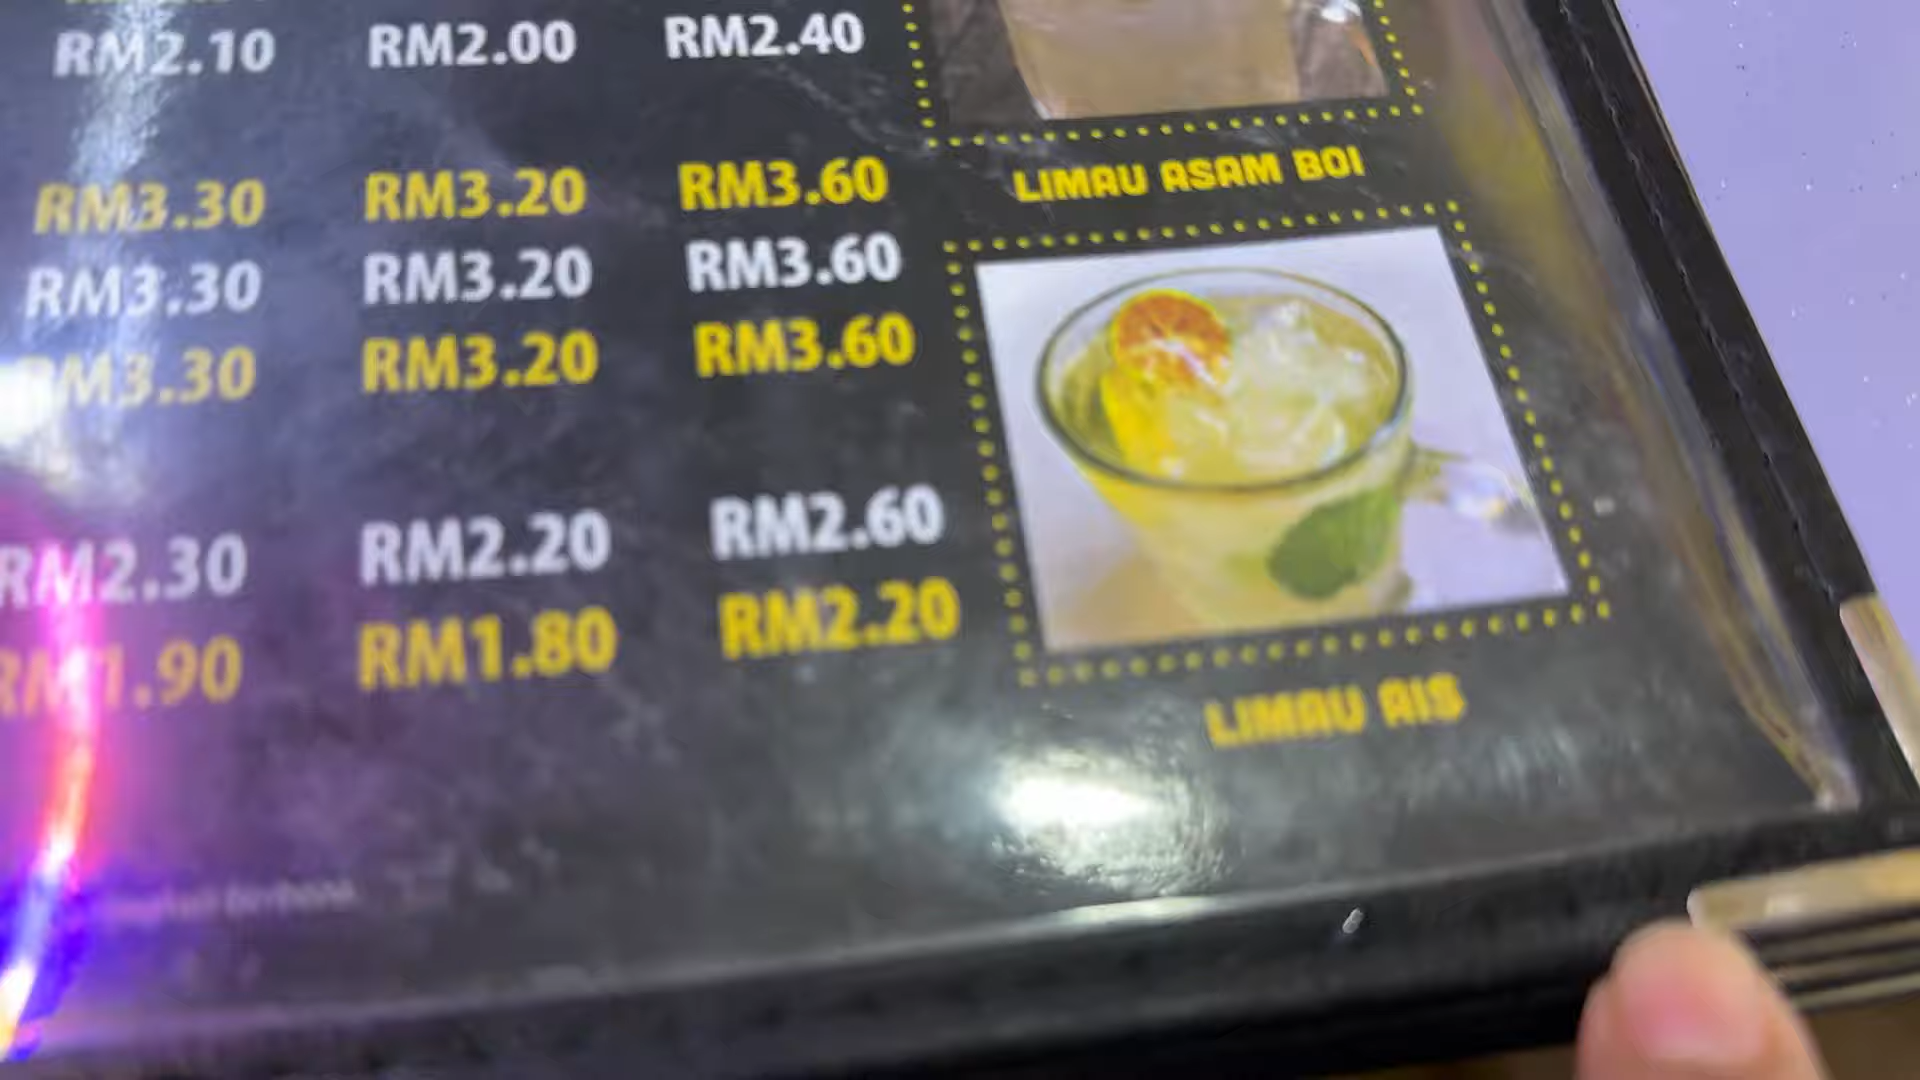 RM2.10 RM2.00 RM2.40
RM3.30 RM3.20 RM3.60
RM3.30 RM3.20 RM3.60
RM3.30 RM3.20 RM3.60
RM2.30 RM2.20 RM2.60
RM1.90 RM1.80 RM2.20
LIMAU ASAM BOI
LIMAU AIS